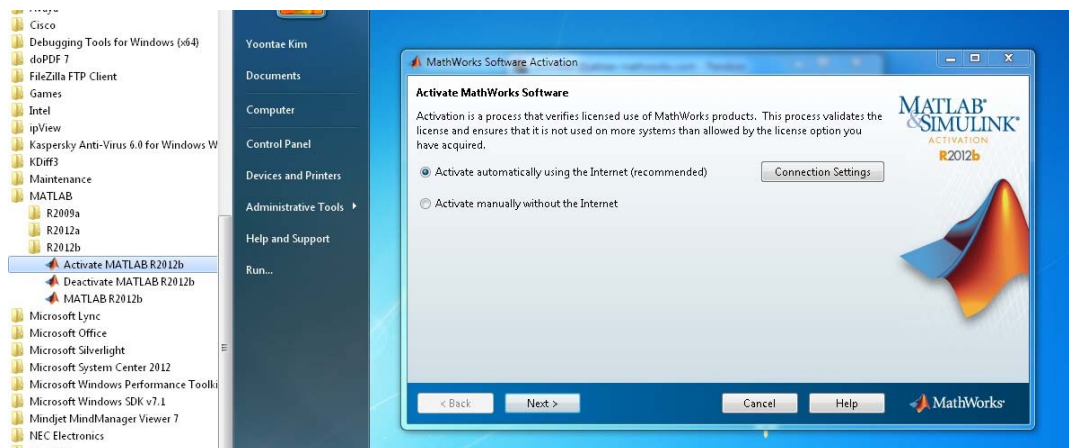 Cisco
Debugging Tools for Windows (x64)
doPDF 7
FileZilla FTP Client
Games
Intel
ipView
Kaspersky Anti-Virus 6.0 for Windows W
KDiff3
Maintenance
MATLAB
R2009a
R2012a
R2012b
Activate MATLAB R2012b
Deactivate MATLAB R2012b
MATLAB R2012b
Microsoft Lync
Microsoft Office
Microsoft Silverlight
Microsoft System Center 2012
Microsoft Windows Performance Toolki
Microsoft Windows SDK v7.1
Mindjet MindManager Viewer 7
NEC Electronics
Yoontae Kim
Documents
Computer
Control Panel
Devices and Printers
Administrative Tools
Help and Support
Run...
MathWorks Software Activation
Activate MathWorks Software
Activation is a process that verifies licensed use of MathWorks products. This process validates the
license and ensures that it is not used on more systems than allowed by the license option you
have acquired.
Activate automatically using the Internet (recommended)
Connection Settings
Activate manually without the Internet
MATLAB®
&SIMULINK®
ACTIVATION
R2012b
< Back
Next >
Cancel
Help
MathWorks®